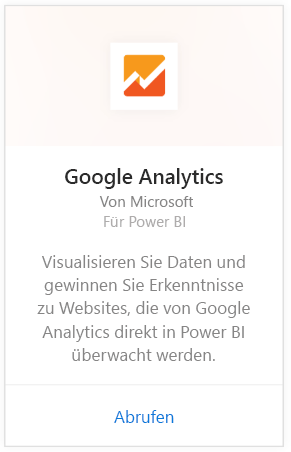 Google Analytics
Von Microsoft
Für Power BI
Visualisieren Sie Daten und
gewinnen Sie Erkenntnisse
zu Websites, die von Google
Analytics direkt in Power BI
überwacht werden.
Abrufen